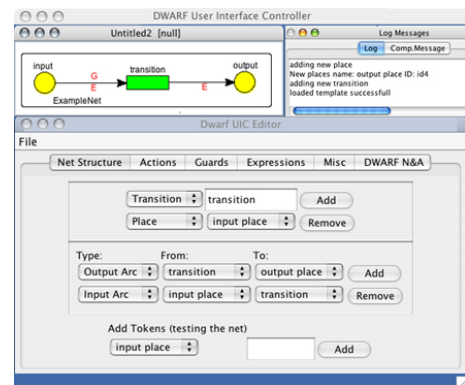 DWARF User Interface Controller
Untitled2 [null]
input
transition
output
G
E
E
ExampleNet
Log Messages
Log Comp.Message
adding new place
New places name: output place ID: id4
adding new transition
loaded template successfull
Dwarf UIC Editor
File
Net Structure Actions Guards Expressions Misc DWARF N&A
Transition transition Add
Place input place Remove
Type: From: To:
Output Arc transition output place Add
Input Arc input place transition Remove
Add Tokens (testing the net)
input place Add